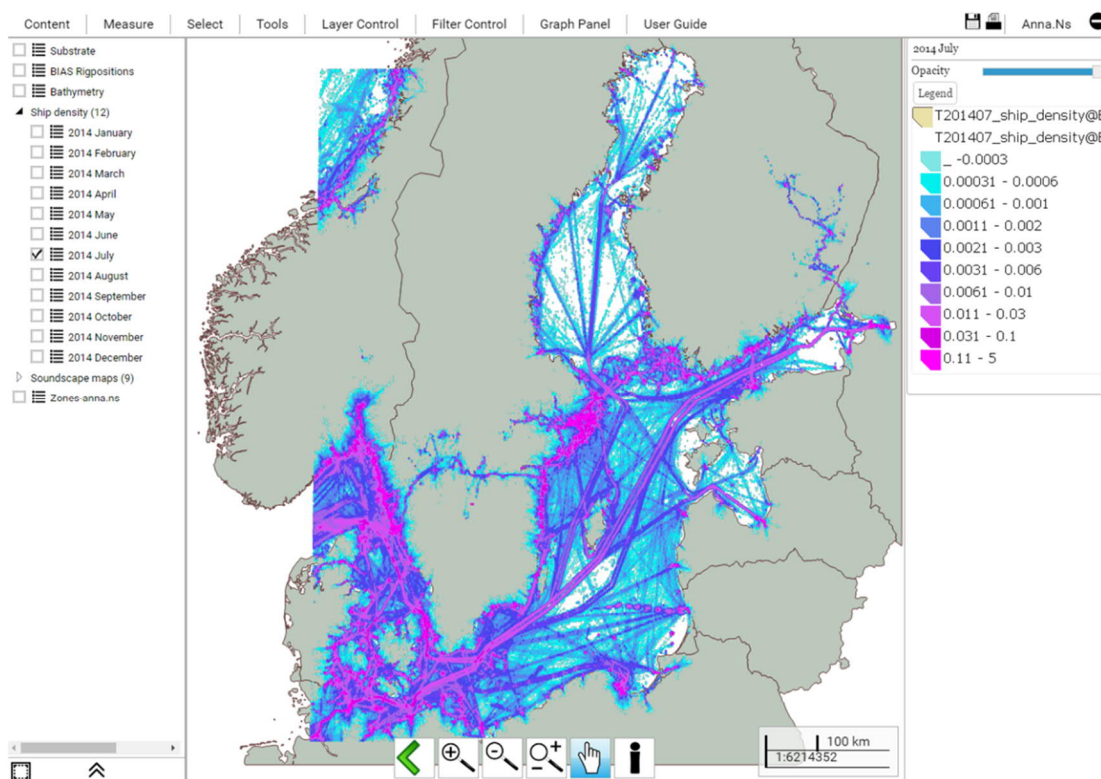 Content Measure Select Tools Layer Control Filter Control Graph Panel User Guide Anna.Ns
Substrate
BIAS Rigpositions
Bathymetry
Ship density (12)
2014 January
2014 February
2014 March
2014 April
2014 May
2014 June
2014 July
2014 August
2014 September
2014 October
2014 November
2014 December
Soundscape maps (9)
Zones-anna.ns
2014 July
Opacity
Legend
T201407_ship_density@E
T201407_ship_density@E
_ -0.0003
0.00031 - 0.0006
0.00061 - 0.001
0.0011 - 0.002
0.0021 - 0.003
0.0031 - 0.006
0.0061 - 0.01
0.011 - 0.03
0.031 - 0.1
0.11 - 5
100 km
1:6214352